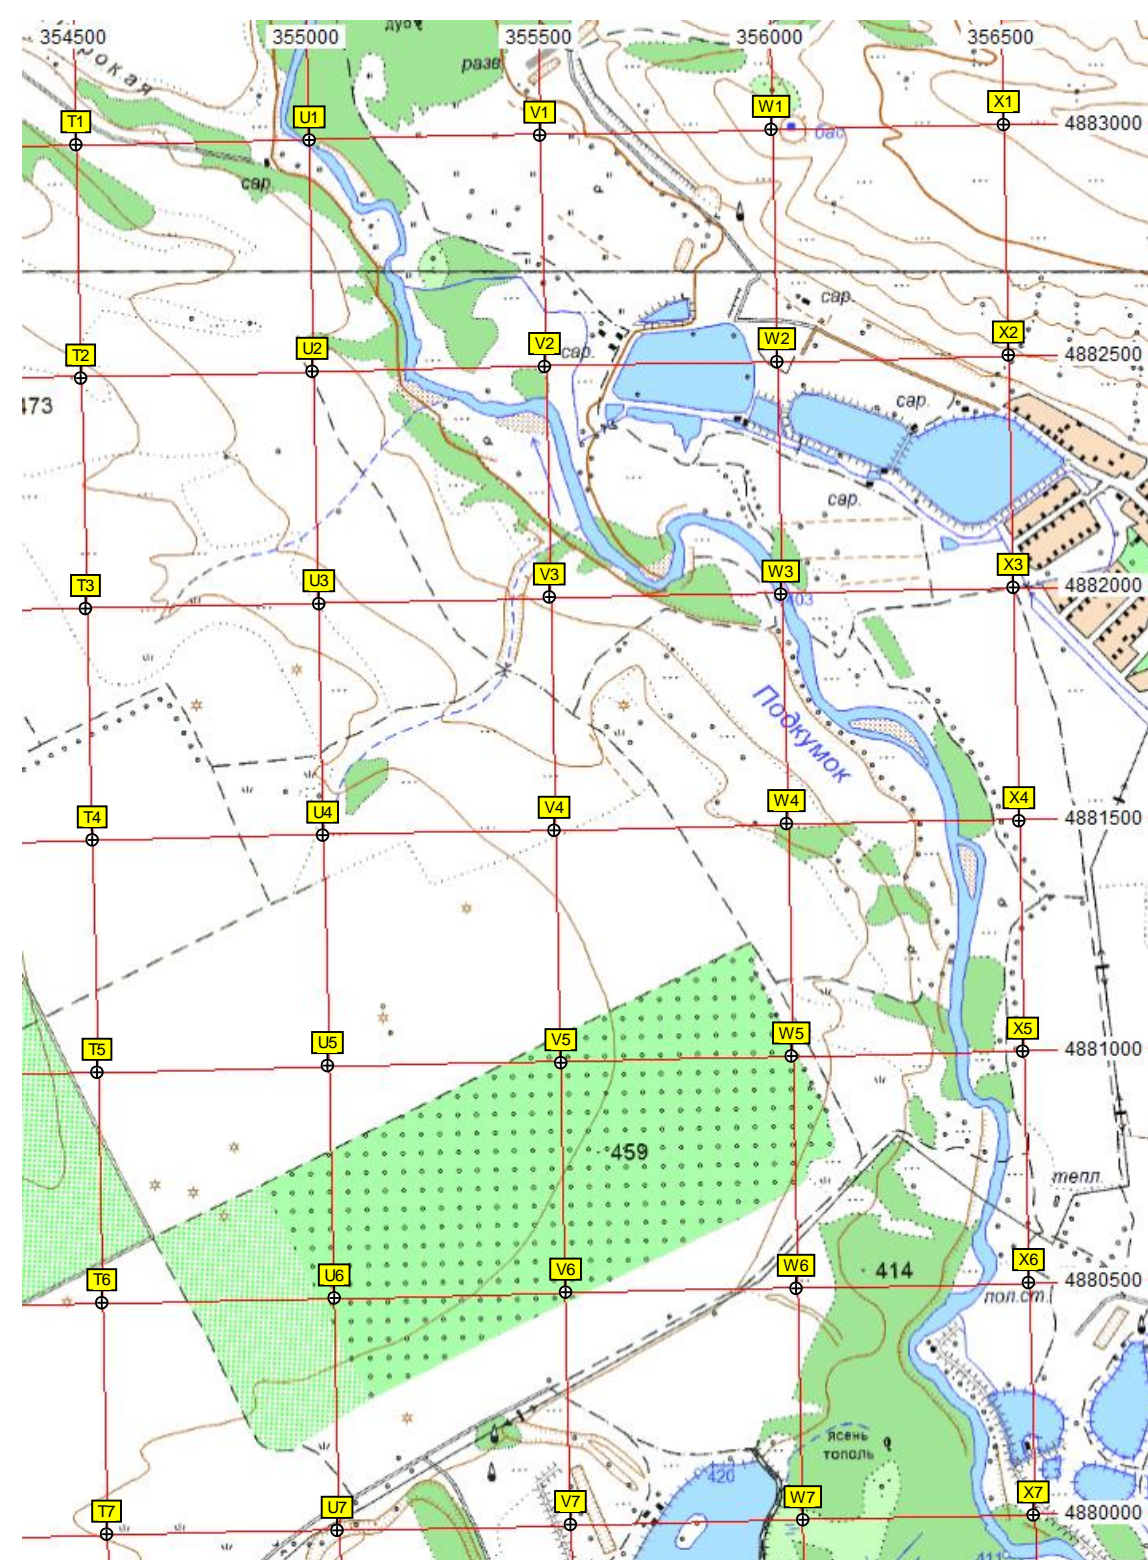 дуб
354500 355000 355500 356000 356500
рокая
разв.
T1 U1 V1 W1 X1
4883000
бас.
сар.
сар.
T2 U2 V2 W2 X2
4882500
сар.
473
сар.
сар.
T3 U3 V3 W3 X3
4882000
403
Подкумок
T4 U4 V4 W4 X4
4881500
T5 U5 V5 W5 X5
4881000
459
тепл.
T6 U6 V6 W6 X6
414
4880500
пол.ст.
ясень
тополь
420
T7 U7 V7 W7 X7
4880000
411